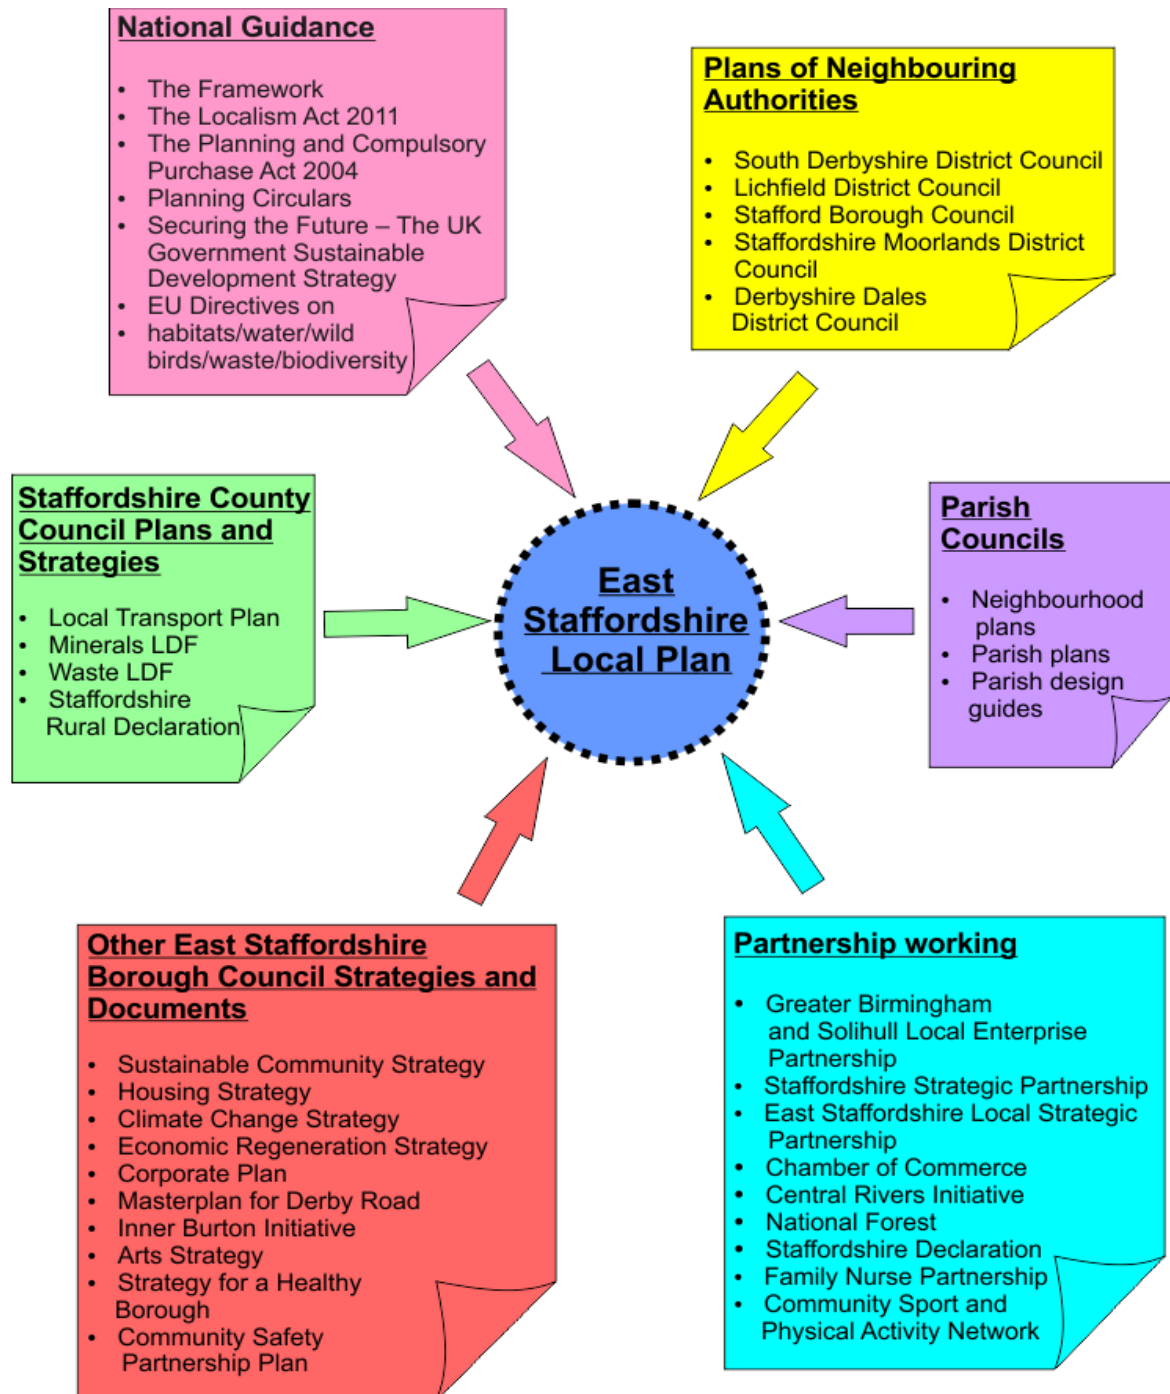 National Guidance
• The Framework
• The Localism Act 2011
• The Planning and Compulsory
Purchase Act 2004
• Planning Circulars
• Securing the Future – The UK
Government Sustainable
Development Strategy
• EU Directives on
• habitats/water/wild
birds/waste/biodiversity
Plans of Neighbouring
Authorities
• South Derbyshire District Council
• Lichfield District Council
• Stafford Borough Council
• Staffordshire Moorlands District
Council
• Derbyshire Dales
District Council
Staffordshire County
Council Plans and
Strategies
• Local Transport Plan
• Minerals LDF
• Waste LDF
• Staffordshire
Rural Declaration
East
Staffordshire
Local Plan
Parish
Councils
• Neighbourhood
plans
• Parish plans
• Parish design
guides
Other East Staffordshire
Borough Council Strategies and
Documents
• Sustainable Community Strategy
• Housing Strategy
• Climate Change Strategy
• Economic Regeneration Strategy
• Corporate Plan
• Masterplan for Derby Road
• Inner Burton Initiative
• Arts Strategy
• Strategy for a Healthy
Borough
• Community Safety
Partnership Plan
Partnership working
• Greater Birmingham
and Solihull Local Enterprise
Partnership
• Staffordshire Strategic Partnership
• East Staffordshire Local Strategic
Partnership
• Chamber of Commerce
• Central Rivers Initiative
• National Forest
• Staffordshire Declaration
• Family Nurse Partnership
• Community Sport and
Physical Activity Network